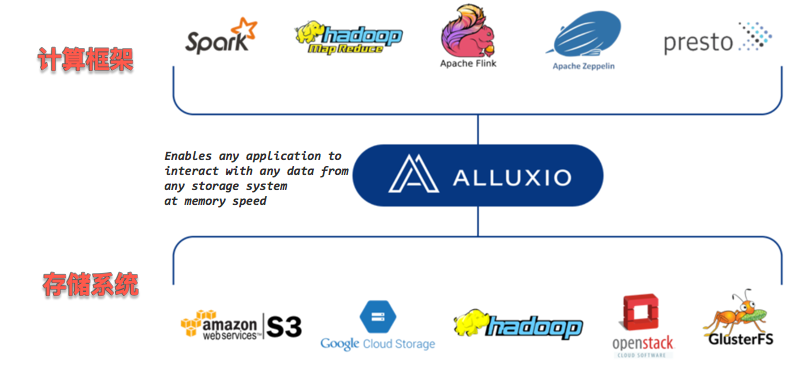 计算框架
Spark
hadoop
Map Reduce
Apache Flink
Apache Zeppelin
presto
Enables any application to
interact with any data from
any storage system
at memory speed
ALLUXIO
存储系统
amazon
web services™
S3
Google Cloud Storage
hadoop
openstack
CLOUD SOFTWARE
GlusterFS